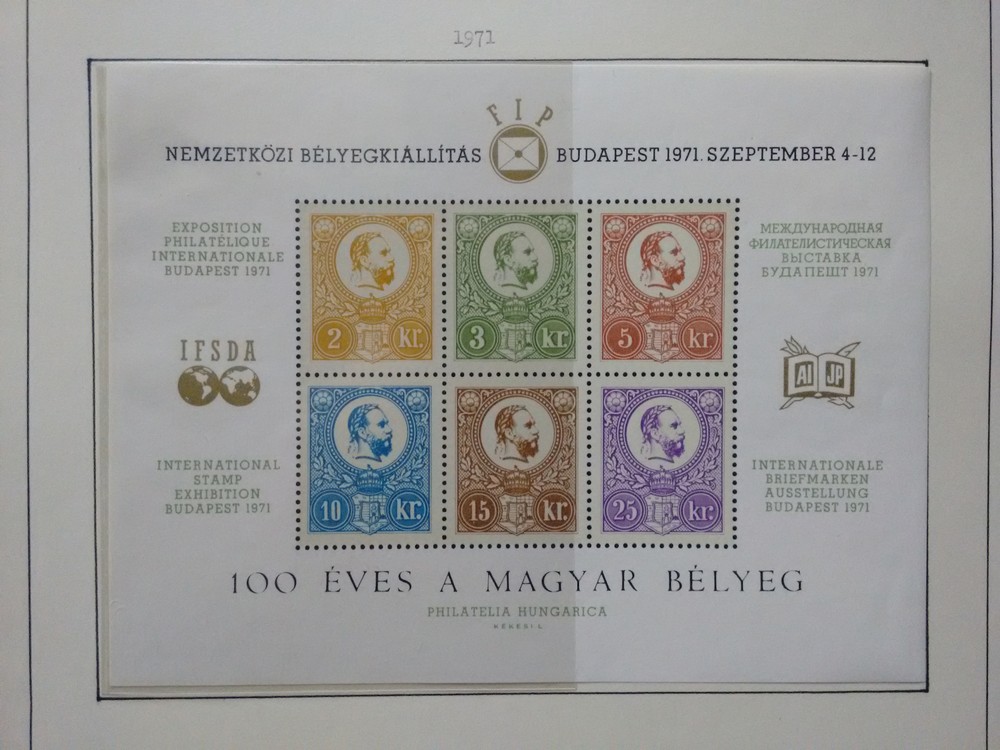 1971
FIP
NEMZETKÖZI BÉLYEGKIÁLLÍTÁS BUDAPEST 1971. SZEPTEMBER 4-12
EXPOSITION
PHILATÉLIQUE
INTERNATIONALE
BUDAPEST 1971
МЕЖДУНАРОДНАЯ
ФИЛАТЕЛИСТИЧЕСКАЯ
ВЫСТАВКА
БУДАПЕШТ 1971
2 kr.
3 kr.
5 kr.
IFSDA
AI JP
10 kr.
15 kr.
25 kr.
INTERNATIONAL
STAMP
EXHIBITION
BUDAPEST 1971
INTERNATIONALE
BRIEFMARKEN
AUSSTELLUNG
BUDAPEST 1971
100 ÉVES A MAGYAR BÉLYEG
PHILATELIA HUNGARICA
KÉKESI L.